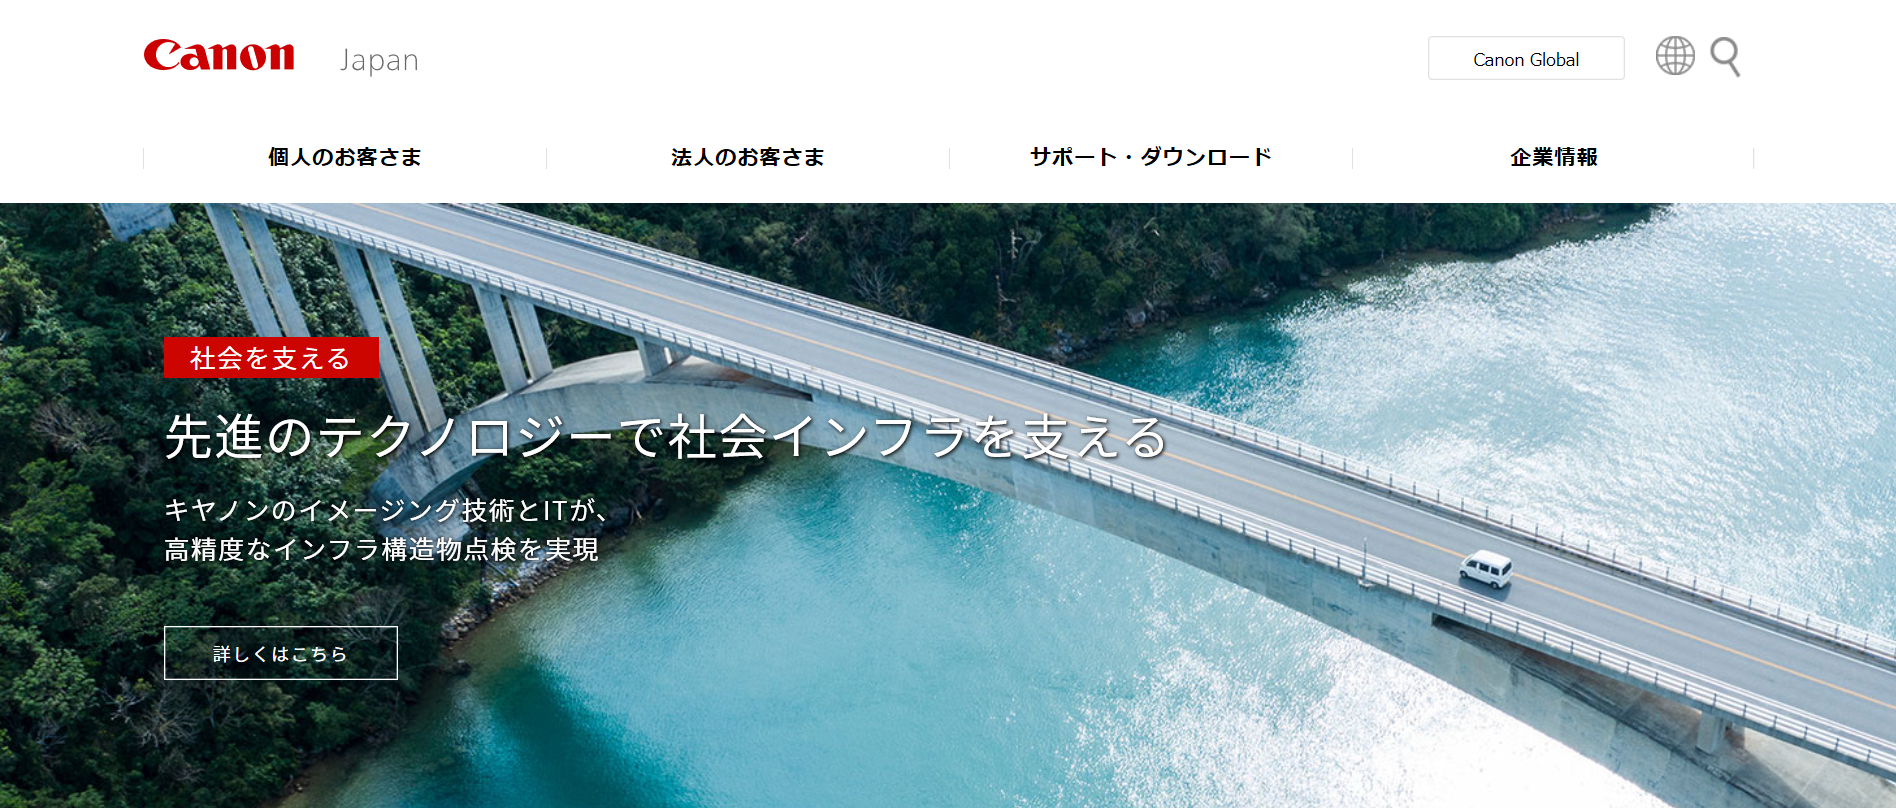 Canon Japan
Canon Global
個人のお客さま
法人のお客さま
サポート・ダウンロード
企業情報
社会を支える
先進のテクノロジーで社会インフラを支える
キヤノンのイメージング技術とITが、
高精度なインフラ構造物点検を実現
詳しくはこちら